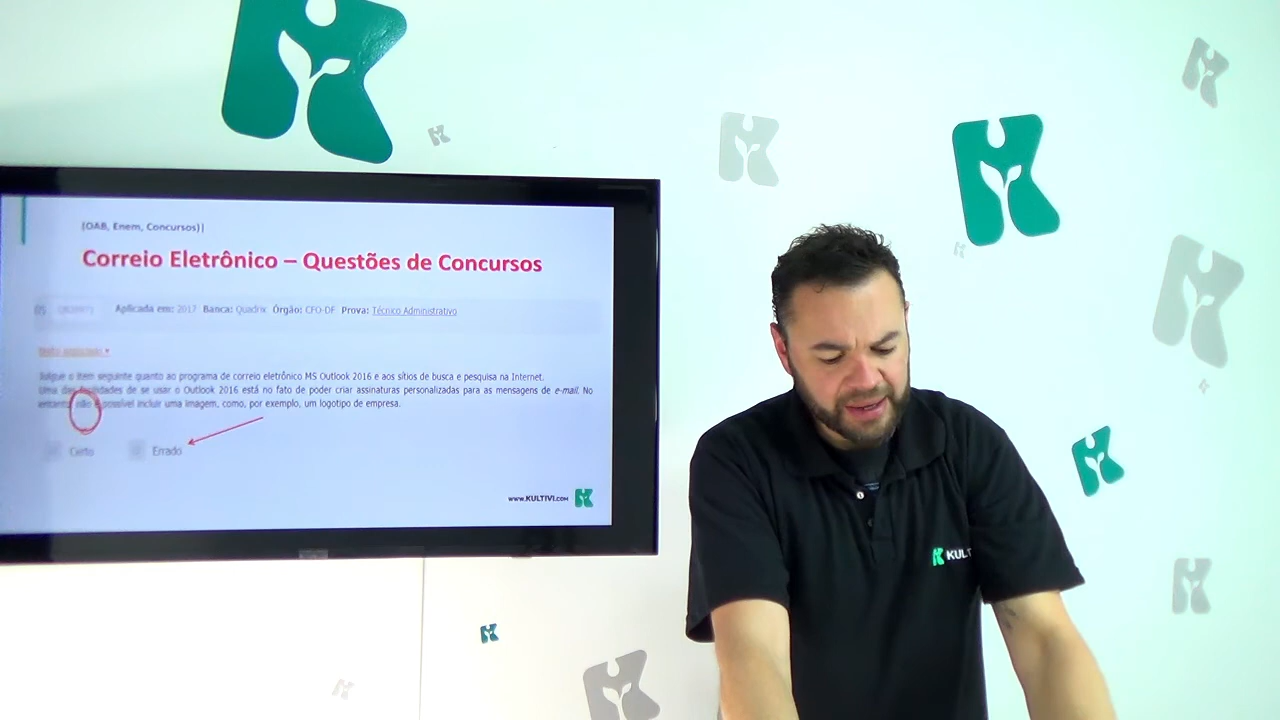 (OAB, Enem, Concursos)|
Correio Eletrônico – Questões de Concursos
05 Aplicada em: 2017 Banca: Quadrix Órgão: CFO-DF Prova: Técnico Administrativo
Julgue o item seguinte quanto ao programa de correio eletrônico MS Outlook 2016 e aos sítios de busca e pesquisa na Internet.
Uma das facilidades de se usar o Outlook 2016 está no fato de poder criar assinaturas personalizadas para as mensagens de e-mail. No
entanto não é possível incluir uma imagem, como, por exemplo, um logotipo de empresa.
Certo Errado
www.KULTIVI.com
KULT